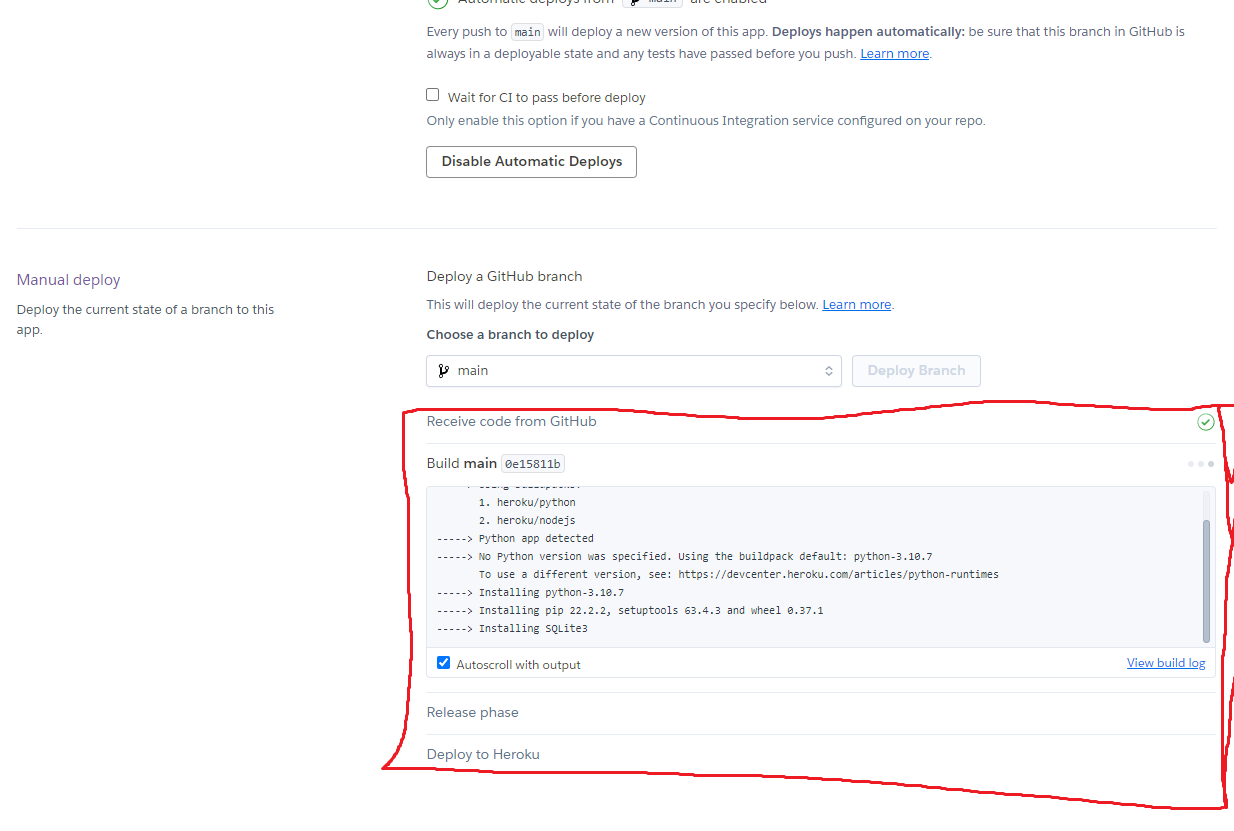 Automatic deploys from main are enabled
Every push to main will deploy a new version of this app. Deploys happen automatically: be sure that this branch in GitHub is
always in a deployable state and any tests have passed before you push. Learn more.
Wait for CI to pass before deploy
Only enable this option if you have a Continuous Integration service configured on your repo.
Disable Automatic Deploys
Manual deploy
Deploy the current state of a branch to this
app.
Deploy a GitHub branch
This will deploy the current state of the branch you specify below. Learn more.
Choose a branch to deploy
main
Deploy Branch
Receive code from GitHub
Build main 0e15811b
1. heroku/python
2. heroku/nodejs
-----> Python app detected
-----> No Python version was specified. Using the buildpack default: python-3.10.7
To use a different version, see: https://devcenter.heroku.com/articles/python-runtimes
-----> Installing python-3.10.7
-----> Installing pip 22.2.2, setuptools 63.4.3 and wheel 0.37.1
-----> Installing SQLite3
Autoscroll with output
View build log
Release phase
Deploy to Heroku